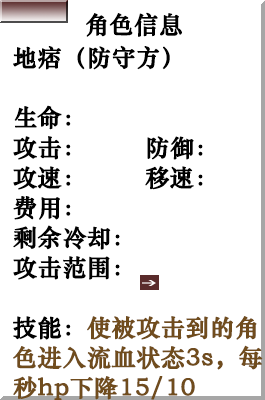 角色信息
地痞（防守方）
生命：
攻击： 防御：
攻速： 移速：
费用：
剩余冷却：
攻击范围：
技能：使被攻击到的角
色进入流血状态3s，每
秒hp下降15/10